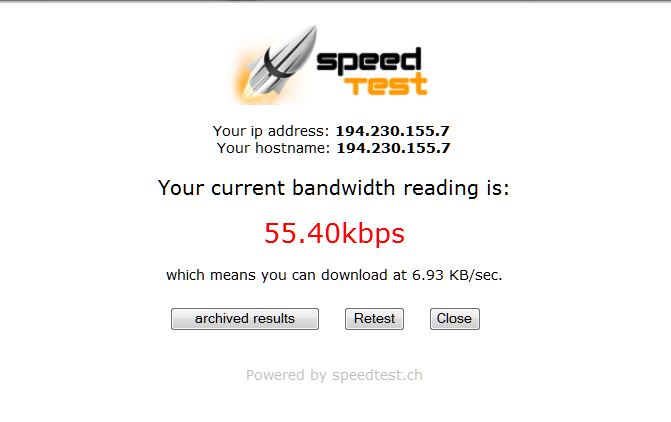 speed
Test
Your ip address: 194.230.155.7
Your hostname: 194.230.155.7
Your current bandwidth reading is:
55.40kbps
which means you can download at 6.93 KB/sec.
archived results Retest Close
Powered by speedtest.ch